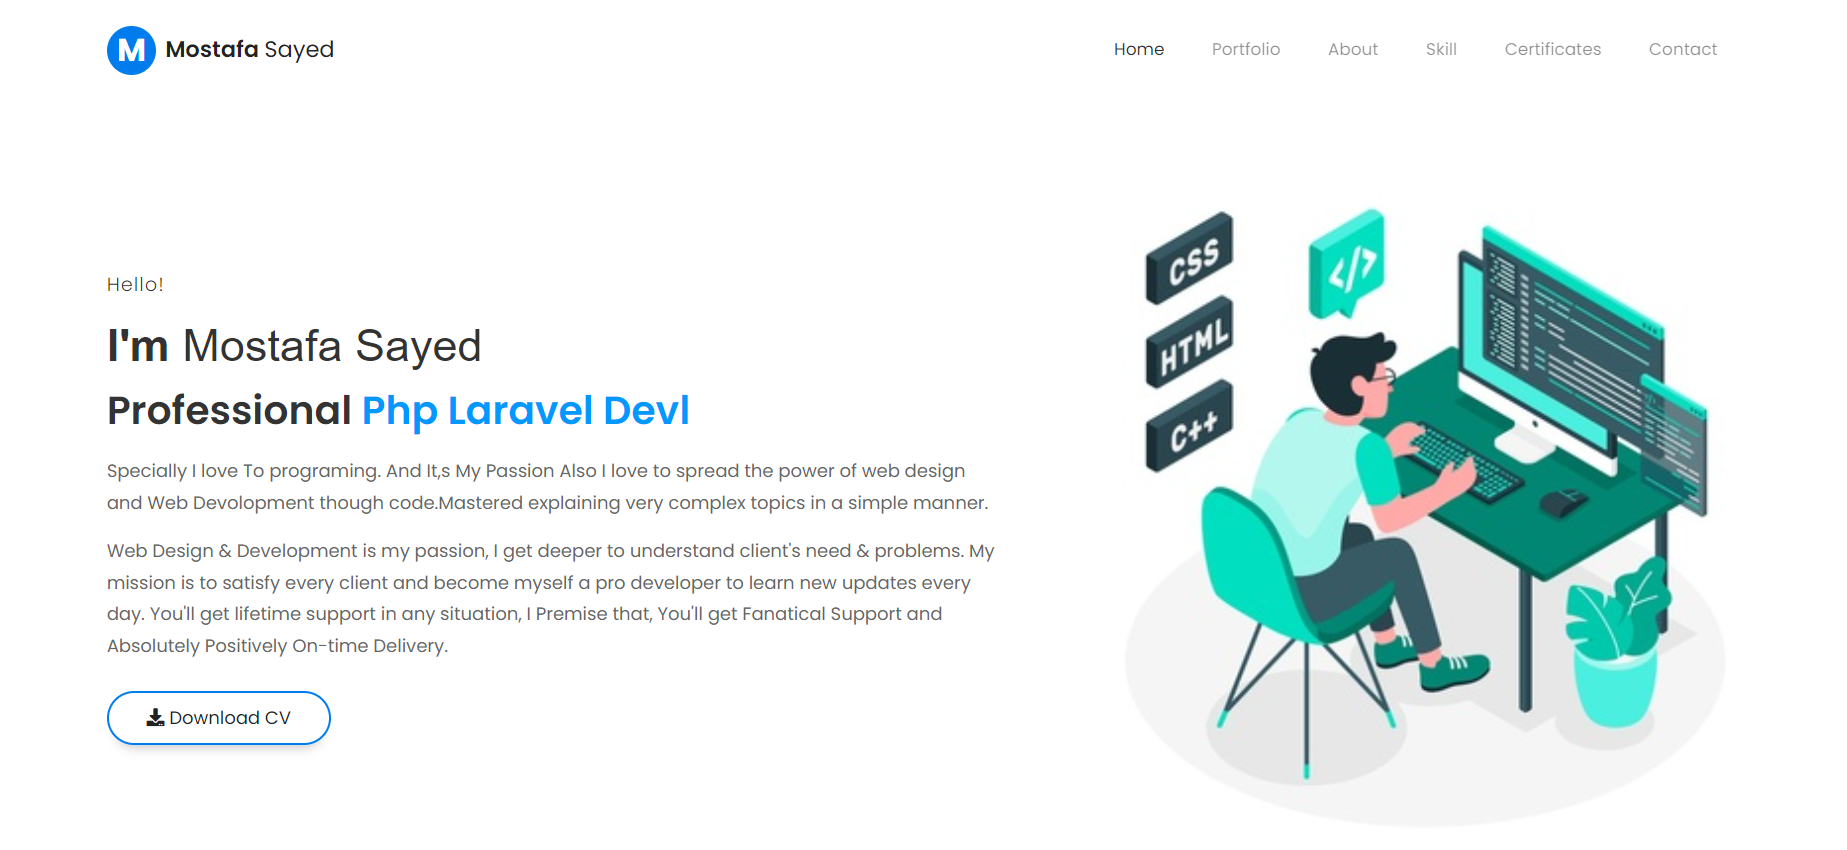 M Mostafa Sayed
Home Portfolio About Skill Certificates Contact
Hello!
I'm Mostafa Sayed
Professional Php Laravel Devl
Specially I love To programing. And It,s My Passion Also I love to spread the power of web design
and Web Devolopment though code.Mastered explaining very complex topics in a simple manner.
Web Design & Development is my passion, I get deeper to understand client's need & problems. My
mission is to satisfy every client and become myself a pro developer to learn new updates every
day. You'll get lifetime support in any situation, I Premise that, You'll get Fanatical Support and
Absolutely Positively On-time Delivery.
Download CV
CSS
</>
HTML
C++